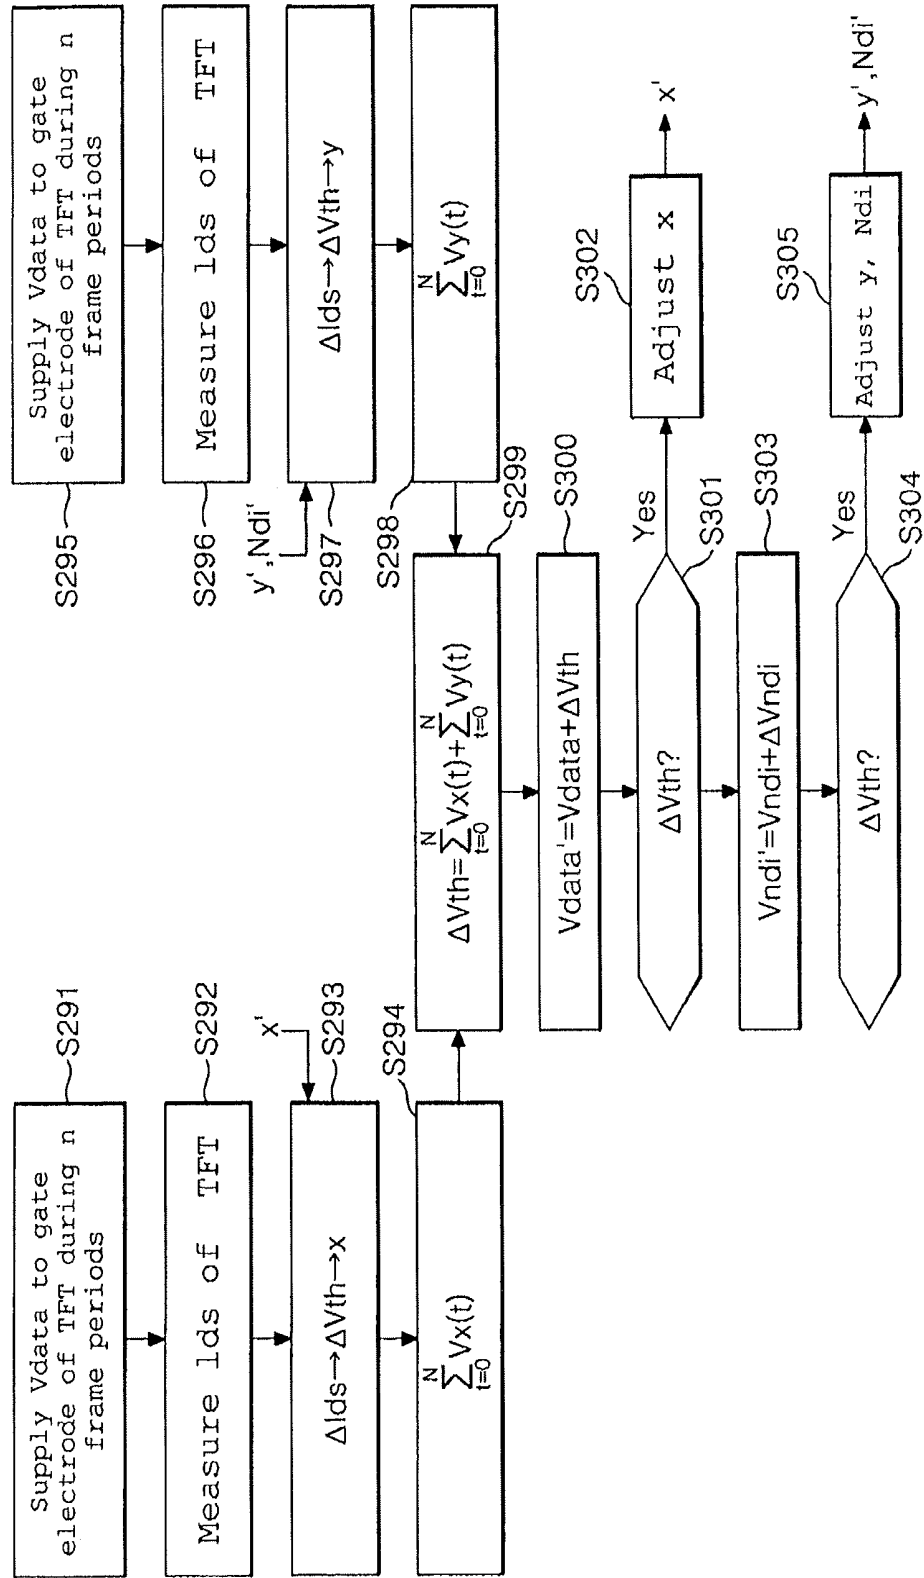 Supply Vdata to gate
electrode of TFT during n
frame periods
S291
Measure lds of TFT
S292
x'
ΔIds→ΔVth→x
S293
N
∑Vx(t)
t=0
S294
Supply Vdata to gate
electrode of TFT during n
frame periods
S295
Measure lds of TFT
S296
y',Ndi'
ΔIds→ΔVth→y
S297
N
∑Vy(t)
t=0
S298
N N
ΔVth=∑Vx(t)+∑Vy(t)
t=0 t=0
S299
Vdata'=Vdata+ΔVth
S300
ΔVth?
Yes
S301
Adjust x
S302
x'
Vndi'=Vndi+ΔVndi
S303
ΔVth?
Yes
S304
Adjust y, Ndi
S305
y',Ndi'